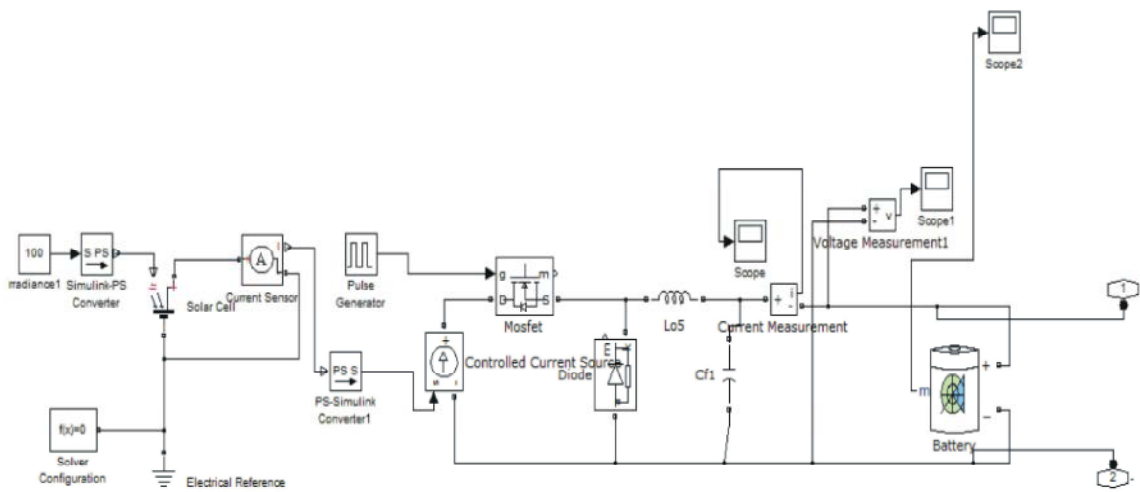 Scope2
100
S PS
irradiance1
Simulink-PS
Converter
Ir
Solar Cell
+
A
I
Current Sensor
Pulse
Generator
g
m
D
S
Mosfet
Lo5
Scope
+
i
-
Current Measurement
+
-
v
Voltage Measurement1
Scope1
1
Controlled Current Source
E
Diode
Cf1
PS S
PS-Simulink
Converter1
m
+
−
Battery
f(x)=0
Solver
Configuration
Electrical Reference
2